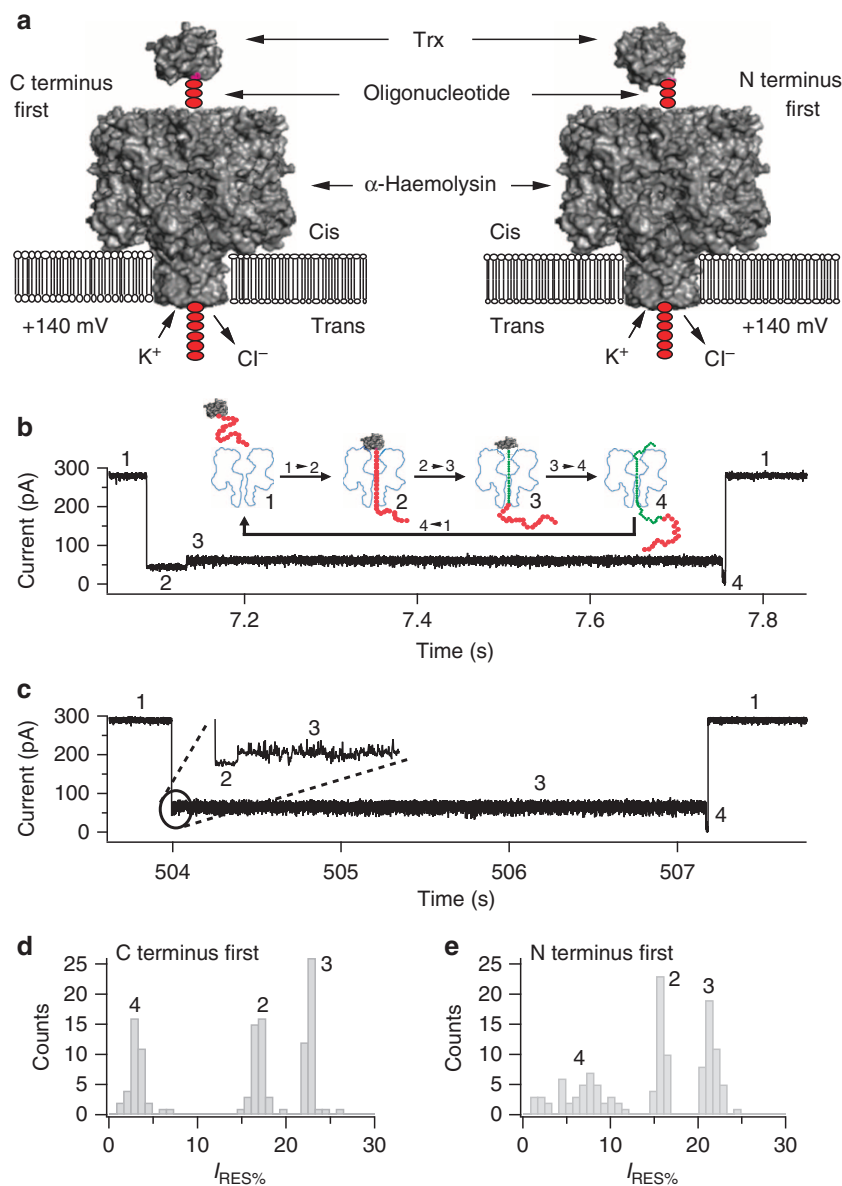 a
Trx
C terminus first
Oligonucleotide
N terminus first
α-Haemolysin
Cis
Cis
+140 mV
Trans
Trans
+140 mV
K+
Cl–
K+
Cl–
b
1
2
3
4
1 2
2 3
3 4
4 1
1
2
3
4
1
Current (pA)
300
200
100
0
7.2
7.4
7.6
7.8
Time (s)
c
1
2
3
3
4
1
Current (pA)
300
200
100
0
504
505
506
507
Time (s)
d
C terminus first
4
2
3
Counts
25
20
15
10
5
0
0
10
20
30
IRES%
e
N terminus first
4
2
3
Counts
25
20
15
10
5
0
0
10
20
30
IRES%